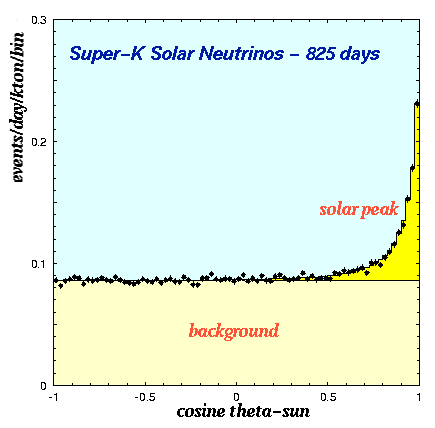 Super-K Solar Neutrinos - 825 days
events/day/kton/bin
0.3
0.2
0.1
0
solar peak
background
-1
-0.5
0
0.5
1
cosine theta-sun